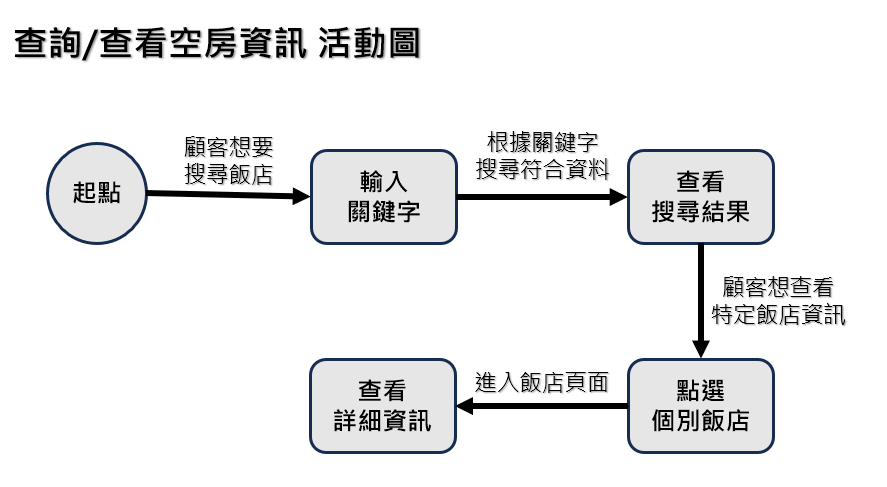 查詢/查看空房資訊 活動圖
起點
顧客想要
搜尋飯店
輸入
關鍵字
根據關鍵字
搜尋符合資料
查看
搜尋結果
顧客想查看
特定飯店資訊
點選
個別飯店
進入飯店頁面
查看
詳細資訊